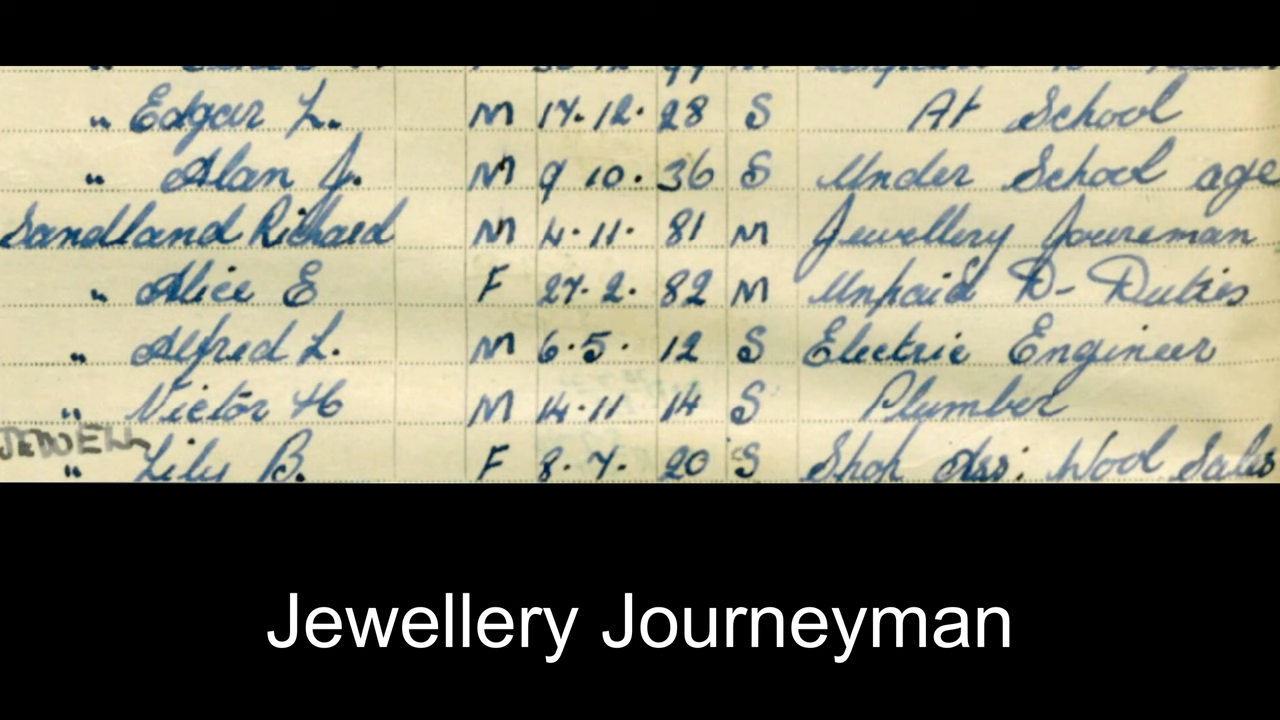 " Edgar L. M 17. 12. 28 S At School
" Alan J. M 9 10. 36 S Under School age
Sandland Richard M 4. 11. 81 M Jewellery Joureman
" Alice E F 27. 2. 82 M Unpaid D- Duties
" Alfred L. M 6. 5. 12 S Electric Engineer
" Victor H M 14. 11 14 S Plumber
JEWELL
" Lily B. F 8. 7. 20 S Shop Ass: Wool Sales
Jewellery Journeyman